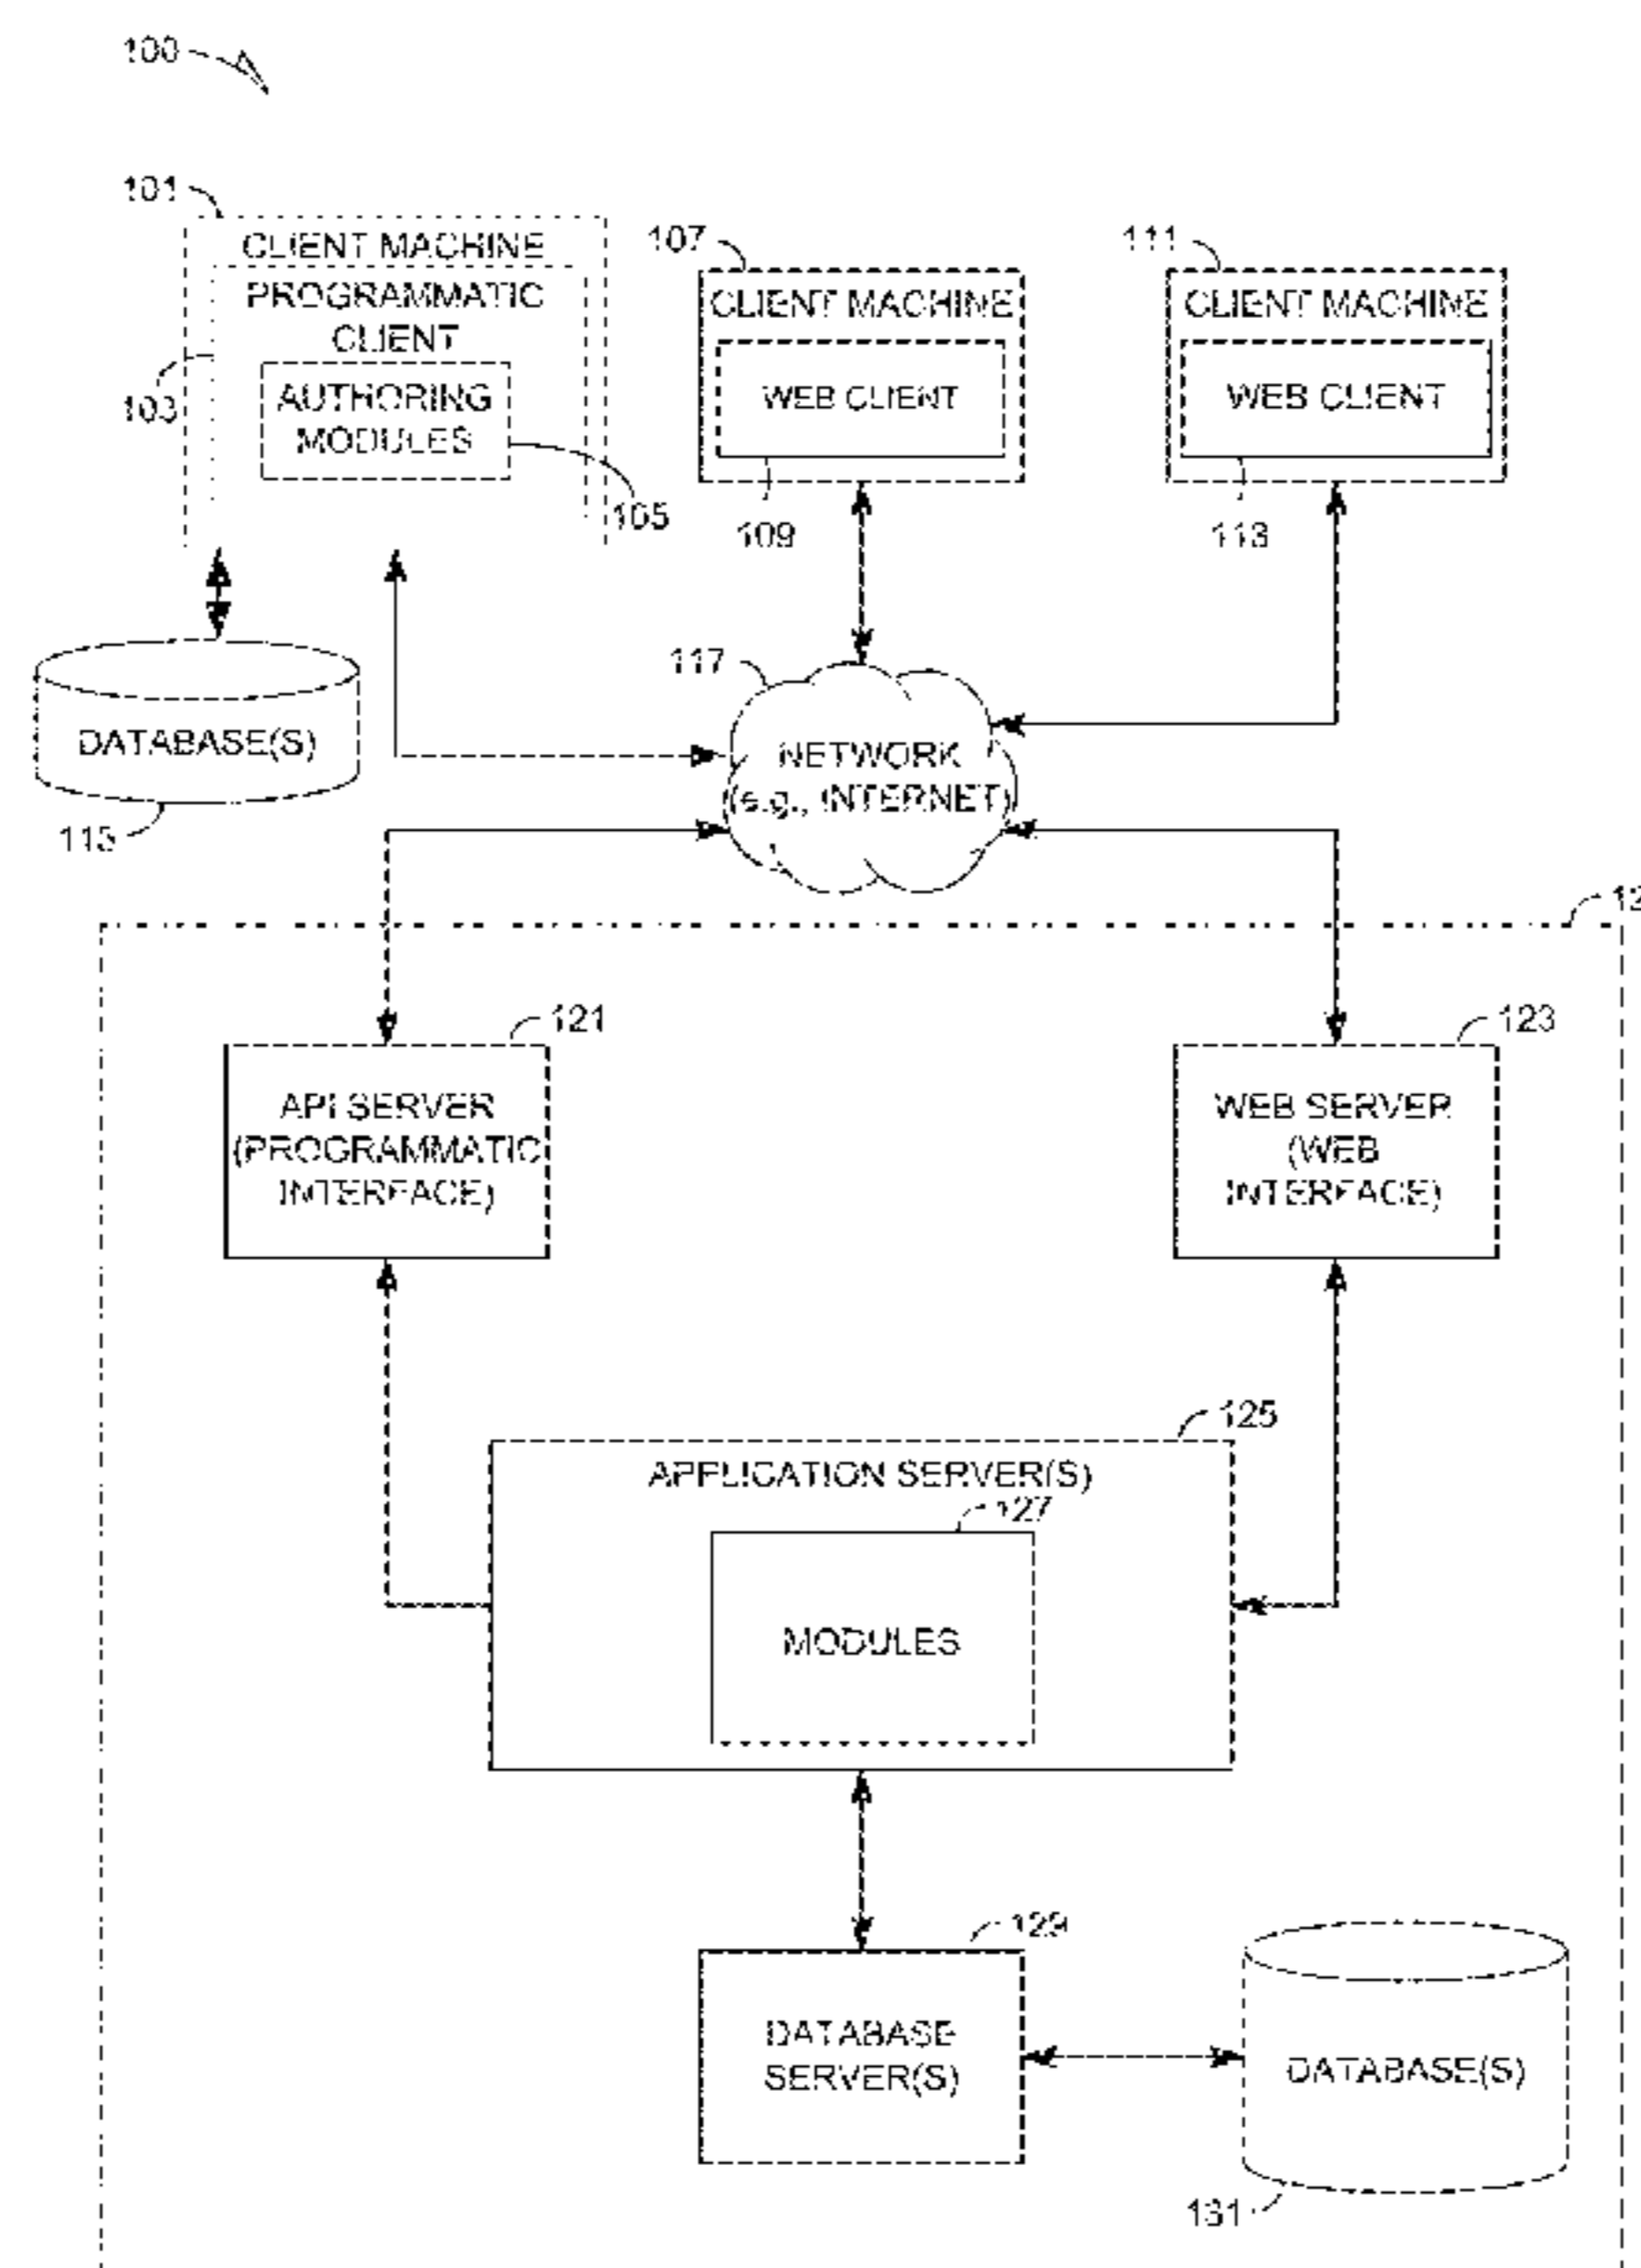 100
101
CLIENT MACHINE
PROGRAMMATIC
CLIENT
103
AUTHORING
MODULES
105
107
CLIENT MACHINE
WEB CLIENT
109
111
CLIENT MACHINE
WEB CLIENT
113
DATABASE(S)
115
117
NETWORK
(e.g., INTERNET)
12
121
API SERVER
(PROGRAMMATIC
INTERFACE)
123
WEB SERVER
(WEB
INTERFACE)
125
APPLICATION SERVER(S)
127
MODULES
129
DATABASE
SERVER(S)
DATABASE(S)
131